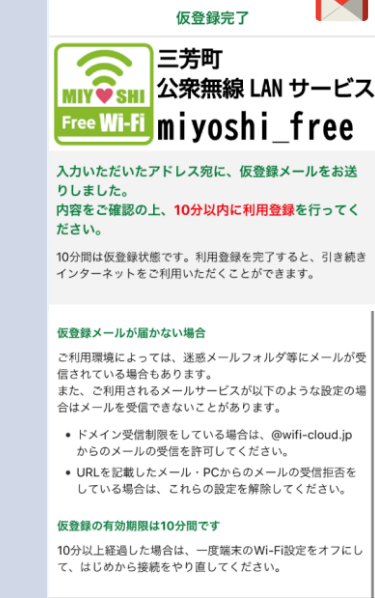 仮登録完了
三芳町
公衆無線 LAN サービス
MIY SHI
Free Wi-Fi
miyoshi_free
入力いただいたアドレス宛に、仮登録メールをお送
りしました。
内容をご確認の上、10分以内に利用登録を行ってく
ださい。
10分間は仮登録状態です。利用登録を完了すると、引き続き
インターネットをご利用いただくことができます。
仮登録メールが届かない場合
ご利用環境によっては、迷惑メールフォルダ等にメールが受
信されている場合もあります。
また、ご利用されるメールサービスが以下のような設定の場
合はメールを受信できないことがあります。
• ドメイン受信制限をしている場合は、@wifi-cloud.jp
からのメールの受信を許可してください。
• URLを記載したメール・PCからのメールの受信拒否を
している場合は、これらの設定を解除してください。
仮登録の有効期限は10分間です
10分以上経過した場合は、一度端末のWi-Fi設定をオフにし
て、はじめから接続をやり直してください。